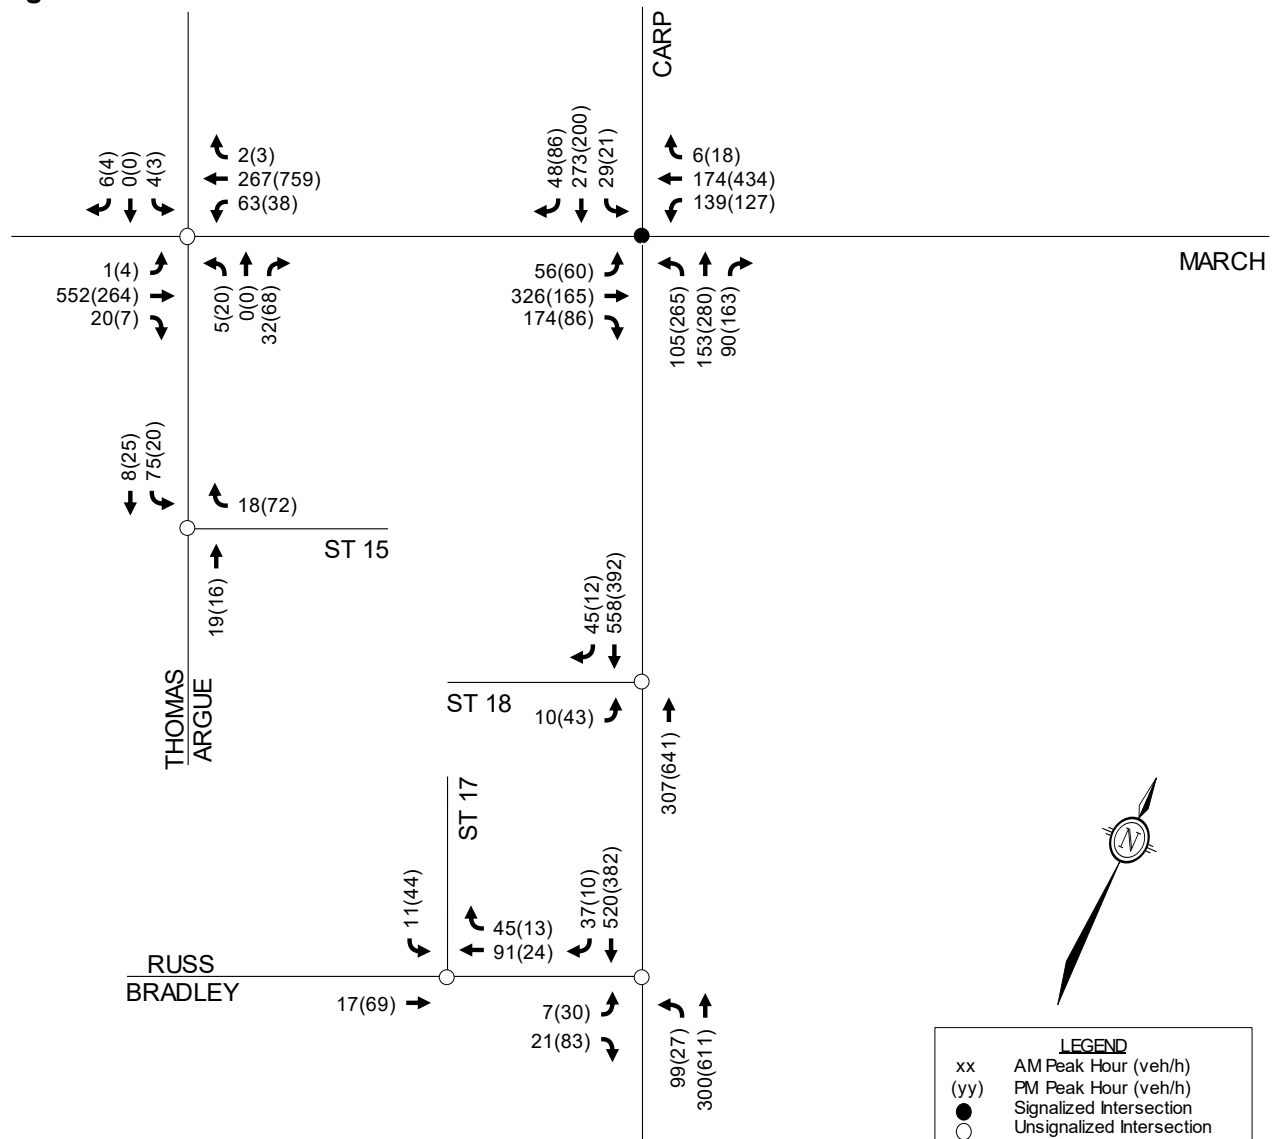 CARP
6(4)
0(0)
4(3)
2(3)
267(759)
63(38)
48(86)
273(200)
29(21)
6(18)
174(434)
139(127)
MARCH
1(4)
552(264)
20(7)
5(20)
0(0)
32(68)
56(60)
326(165)
174(86)
105(265)
153(280)
90(163)
8(25)
75(20)
18(72)
ST 15
19(16)
THOMAS
ARGUE
45(12)
558(392)
ST 18
10(43)
307(641)
ST 17
11(44)
45(13)
91(24)
37(10)
520(382)
RUSS
BRADLEY
17(69)
7(30)
21(83)
99(27)
300(611)
N
LEGEND
xx AM Peak Hour (veh/h)
(yy) PM Peak Hour (veh/h)
Signalized Intersection
Unsignalized Intersection